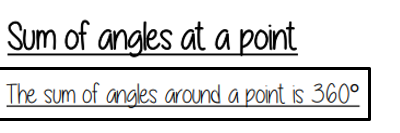 Sum of angles at a point
The sum of angles around a point is 360°